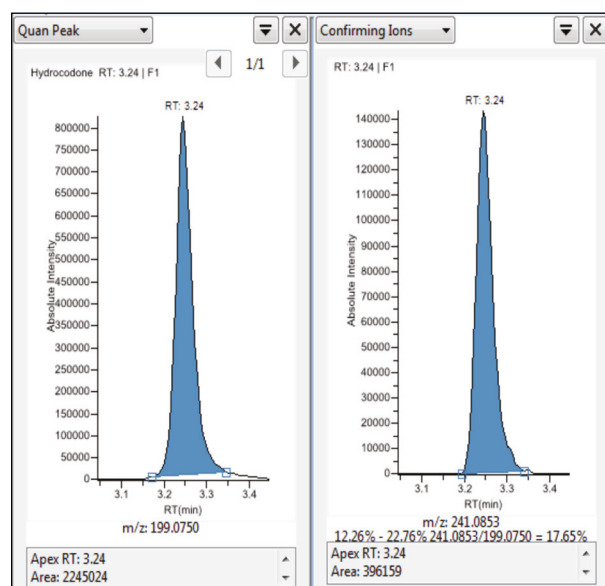 Quan Peak
1/1
Hydrocodone RT: 3.24 | F1
RT: 3.24
800000
750000
700000
650000
600000
550000
500000
450000
400000
350000
300000
250000
200000
150000
100000
50000
0
Absolute Intensity
3.1 3.2 3.3 3.4
RT(min)
m/z: 199.0750
Apex RT: 3.24
Area: 2245024
Confirming Ions
RT: 3.24 | F1
RT: 3.24
140000
130000
120000
110000
100000
90000
80000
70000
60000
50000
40000
30000
20000
10000
0
Absolute Intensity
3.1 3.2 3.3 3.4
RT(min)
m/z: 241.0853
12.26% - 22.76% 241.0853/199.0750 = 17.65%
Apex RT: 3.24
Area: 396159